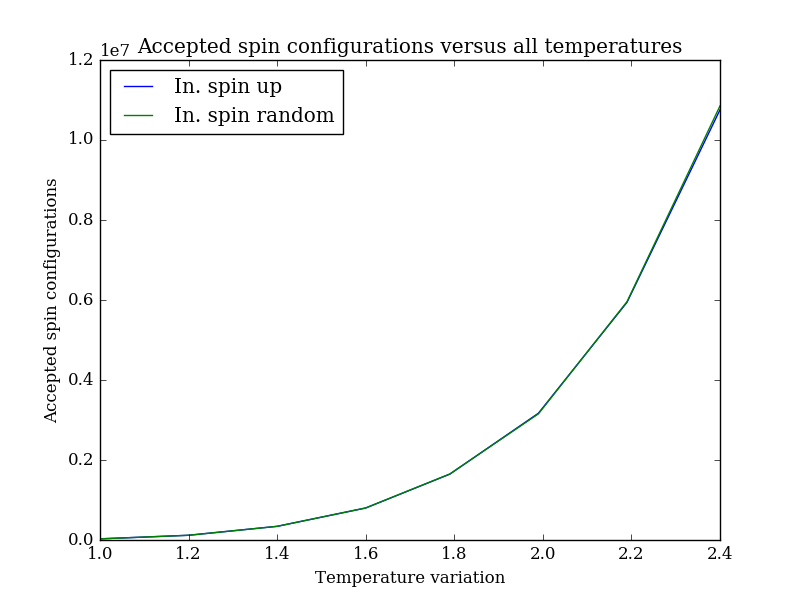 Accepted spin configurations versus all temperatures
1e7
In. spin up
In. spin random
1.2
1.0
0.8
0.6
0.4
0.2
0.0
Accepted spin configurations
1.0 1.2 1.4 1.6 1.8 2.0 2.2 2.4
Temperature variation